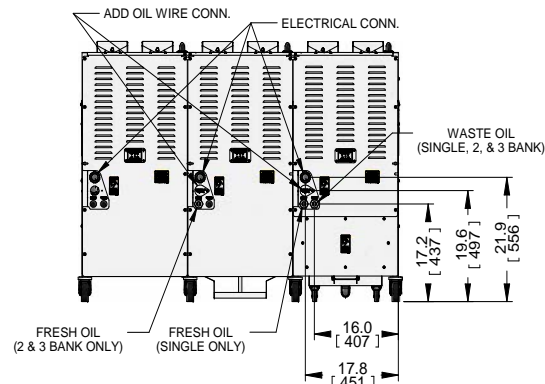 ADD OIL WIRE CONN.
ELECTRICAL CONN.
WASTE OIL
(SINGLE, 2, & 3 BANK)
17.2
[ 437 ]
19.6
[ 497 ]
21.9
[ 556 ]
FRESH OIL
(2 & 3 BANK ONLY)
FRESH OIL
(SINGLE ONLY)
16.0
[ 407 ]
17.8
[ 451 ]